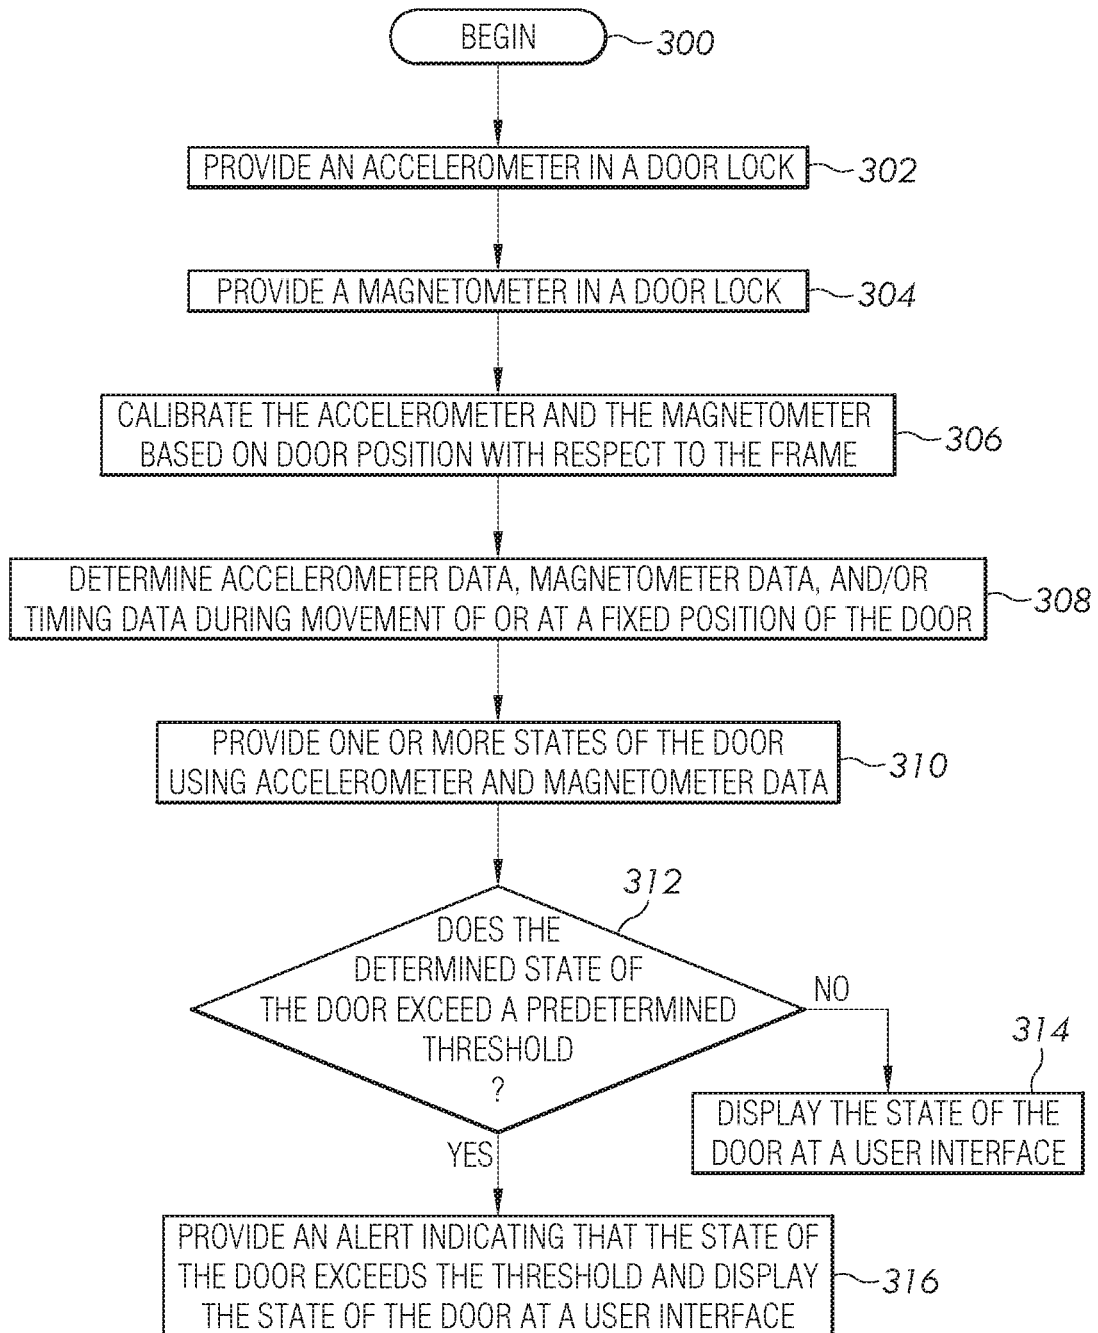 BEGIN
300
PROVIDE AN ACCELEROMETER IN A DOOR LOCK
302
PROVIDE A MAGNETOMETER IN A DOOR LOCK
304
CALIBRATE THE ACCELEROMETER AND THE MAGNETOMETER
BASED ON DOOR POSITION WITH RESPECT TO THE FRAME
306
DETERMINE ACCELEROMETER DATA, MAGNETOMETER DATA, AND/OR
TIMING DATA DURING MOVEMENT OF OR AT A FIXED POSITION OF THE DOOR
308
PROVIDE ONE OR MORE STATES OF THE DOOR
USING ACCELEROMETER AND MAGNETOMETER DATA
310
312
DOES THE
DETERMINED STATE OF
THE DOOR EXCEED A PREDETERMINED
THRESHOLD
?
NO
314
DISPLAY THE STATE OF THE
DOOR AT A USER INTERFACE
YES
PROVIDE AN ALERT INDICATING THAT THE STATE OF
THE DOOR EXCEEDS THE THRESHOLD AND DISPLAY
THE STATE OF THE DOOR AT A USER INTERFACE
316